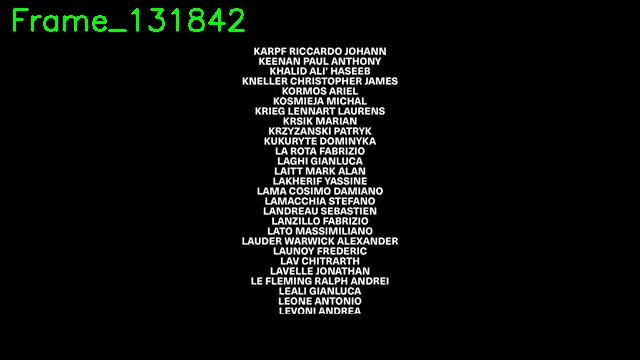 Frame_131842
KARPF RICCARDO JOHANN
KEENAN PAUL ANTHONY
KHALID ALI' HASEEB
KNELLER CHRISTOPHER JAMES
KORMOS ARIEL
KOSMIEJA MICHAL
KRIEG LENNART LAURENS
KRSIK MARIAN
KRZYZANSKI PATRYK
KUKURYTE DOMINYKA
LA ROTA FABRIZIO
LAGHI GIANLUCA
LAITT MARK ALAN
LAKHERIF YASSINE
LAMA COSIMO DAMIANO
LAMACCHIA STEFANO
LANDREAU SEBASTIEN
LANZILLO FABRIZIO
LATO MASSIMILIANO
LAUDER WARWICK ALEXANDER
LAUNOY FREDERIC
LAV CHITRARTH
LAVELLE JONATHAN
LE FLEMING RALPH ANDREI
LEALI GIANLUCA
LEONE ANTONIO
LEVONI ANDREA